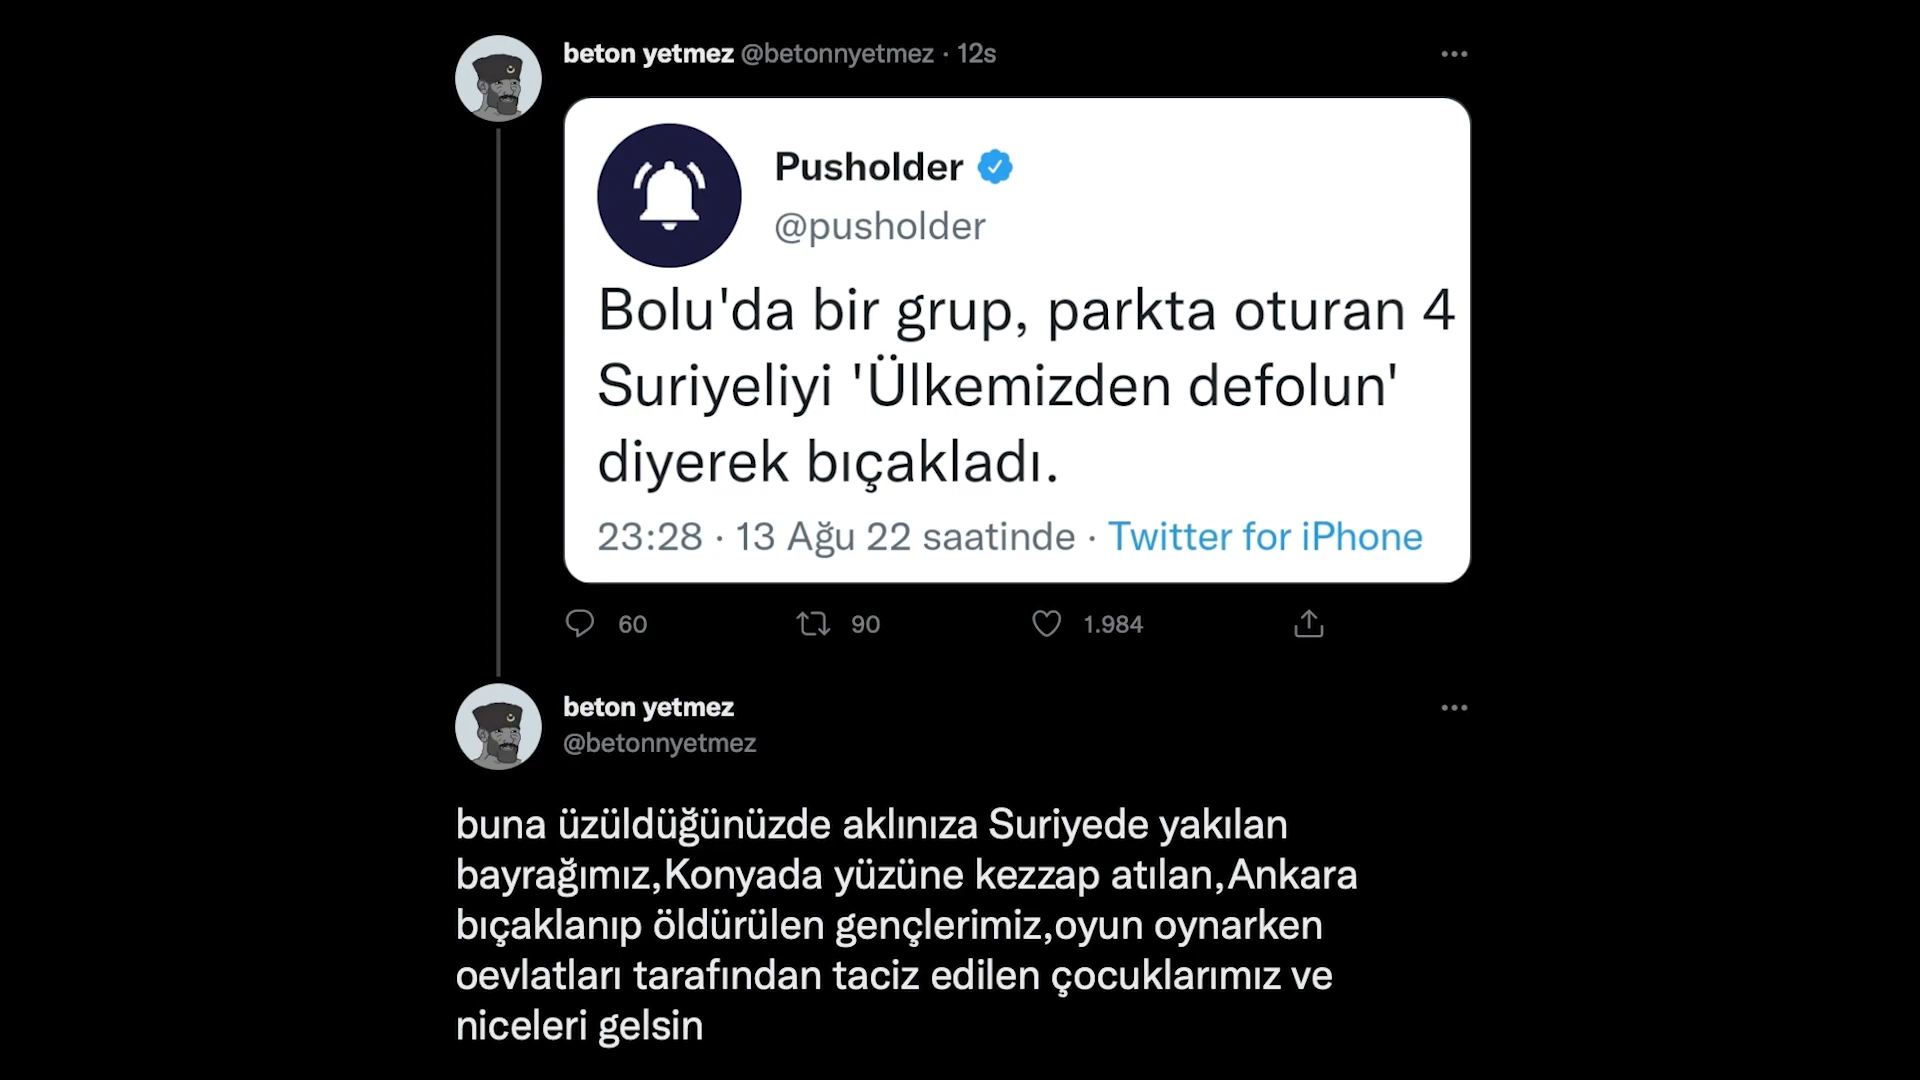 beton yetmez @betonnyetmez · 12s
Pusholder
@pusholder
Bolu'da bir grup, parkta oturan 4
Suriyeliyi 'Ülkemizden defolun'
diyerek bıçakladı.
23:28 · 13 Ağu 22 saatinde · Twitter for iPhone
60 90 1.984
beton yetmez
@betonnyetmez
buna üzüldüğünüzde aklınıza Suriyede yakılan
bayrağımız,Konyada yüzüne kezzap atılan,Ankara
bıçaklanıp öldürülen gençlerimiz,oyun oynarken
oevlatları tarafından taciz edilen çocuklarımız ve
niceleri gelsin